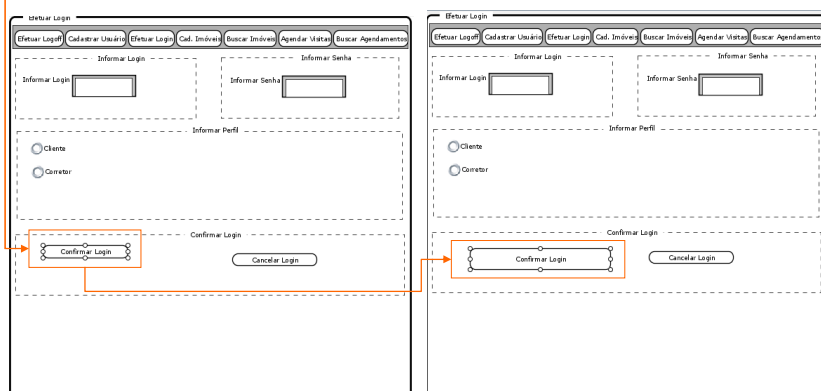 Efetuar Login
Efetuar Logoff Cadastrar Usuário Efetuar Login Cad. Imóveis Buscar Imóveis Agendar Visitas Buscar Agendamentos
Informar Login Informar Senha
Informar Login Informar Senha
Informar Perfil
Cliente
Corretor
Confirmar Login
Confirmar Login
Cancelar Login
Efetuar Login
Efetuar Logoff Cadastrar Usuário Efetuar Login Cad. Imóveis Buscar Imóveis Agendar Visitas Buscar Agendamento
Informar Login Informar Senha
Informar Login Informar Senha
Informar Perfil
Cliente
Corretor
Confirmar Login
Confirmar Login Cancelar Login